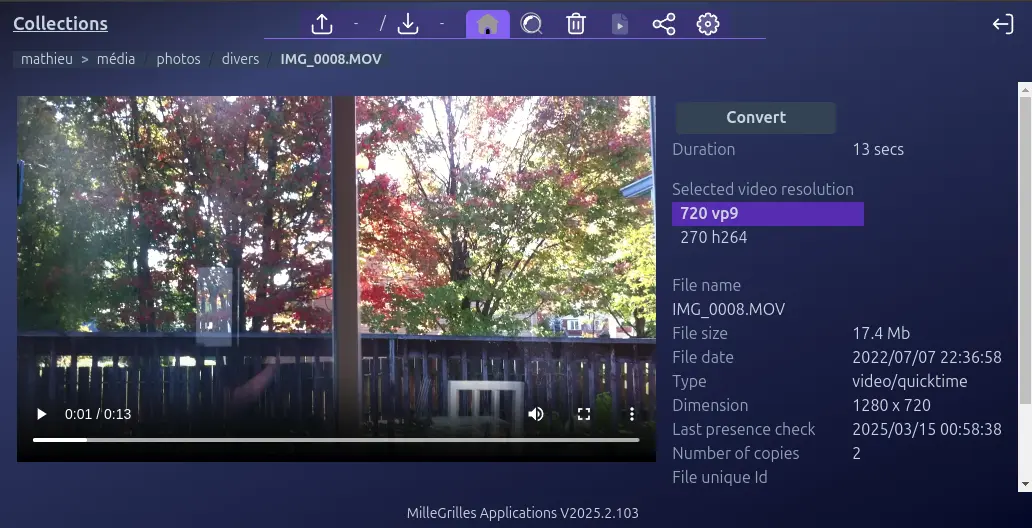 Collections
- / -
mathieu > média / photos / divers / IMG_0008.MOV
Convert
Duration 13 secs
Selected video resolution
720 vp9
270 h264
File name
IMG_0008.MOV
File size 17.4 Mb
File date 2022/07/07 22:36:58
Type video/quicktime
Dimension 1280 x 720
Last presence check 2025/03/15 00:58:38
Number of copies 2
File unique Id
0:01 / 0:13
MilleGrilles Applications V2025.2.103